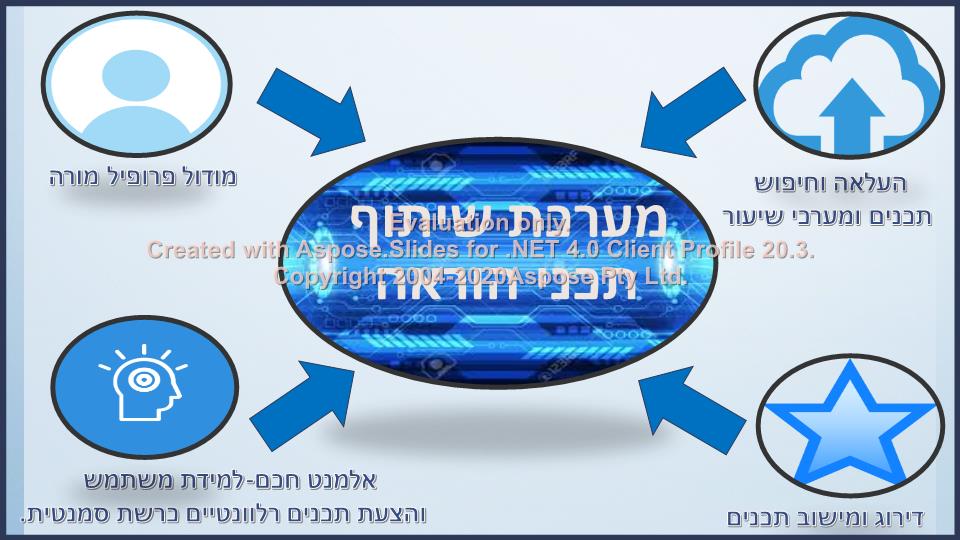 העלאה וחיפוש
תכנים ומערכי שיעור
מודול פרופיל מורה
מערכת שיתוף
תכני הוראה
Evaluation only.
Created with Aspose.Slides for .NET 4.0 Client Profile 20.3.
Copyright 2004-2020Aspose Pty Ltd.
דירוג ומישוב תכנים
אלמנט חכם-למידת משתמש
והצעת תכנים רלוונטיים ברשת סמנטית.
123RF